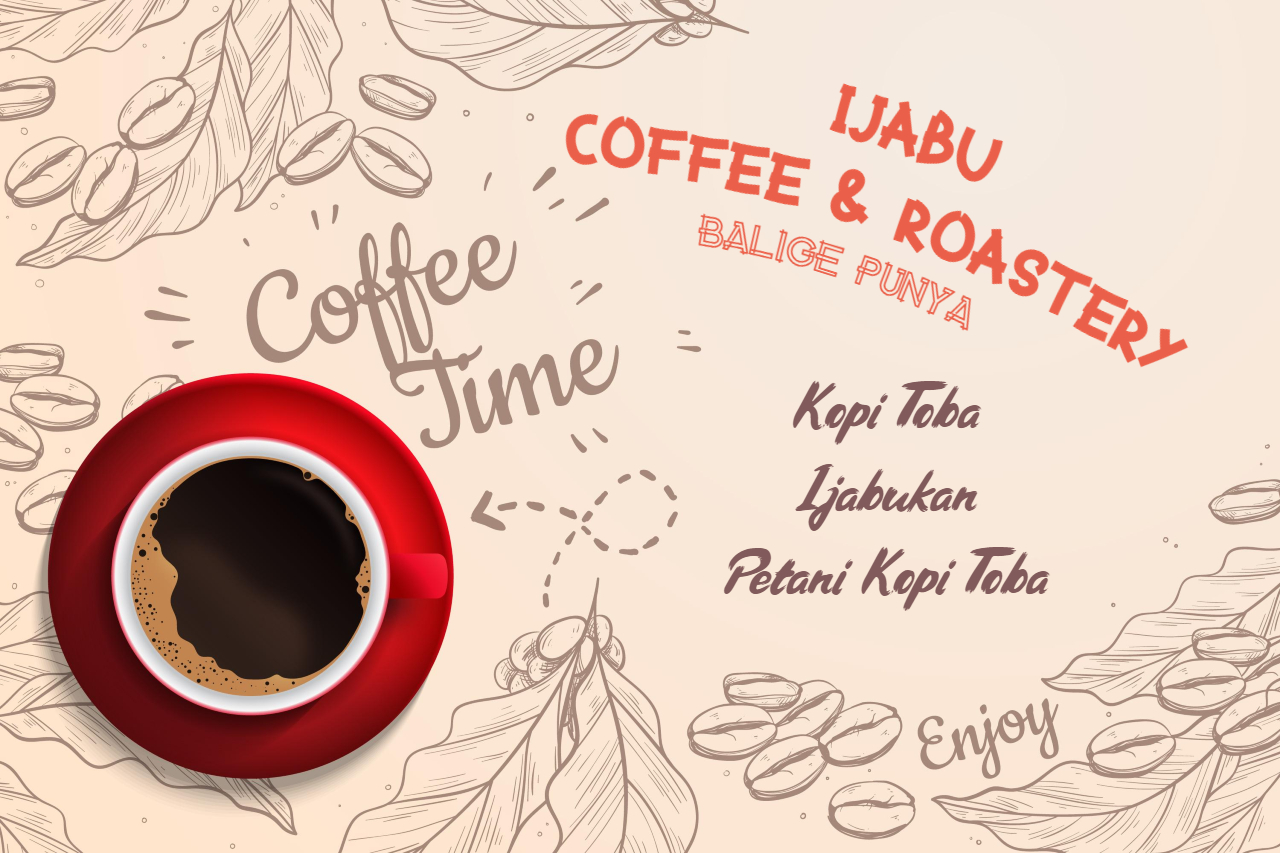 IJABU
COFFEE & ROASTERY
BALIGE PUNYA
Coffee
Time
Kopi Toba
Ijabukan
Petani Kopi Toba
Enjoy